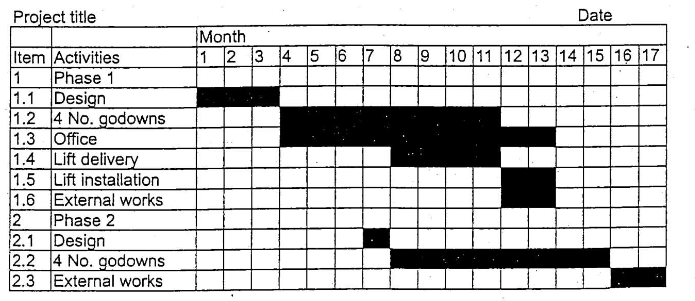 Project title Date
Month
Item Activities 1 2 3 4 5 6 7 8 9 10 11 12 13 14 15 16 17
1 Phase 1
1.1 Design
1.2 4 No. godowns
1.3 Office
1.4 Lift delivery
1.5 Lift installation
1.6 External works
2 Phase 2
2.1 Design
2.2 4 No. godowns
2.3 External works